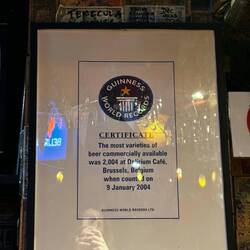 GUINNESS
WORLD RECORDS
CERTIFICATE
The most varieties of
beer commercially available
was 2,004 at Delirium Café,
Brussels, Belgium
when counted on
9 January 2004
GUINNESS WORLD RECORDS LTD